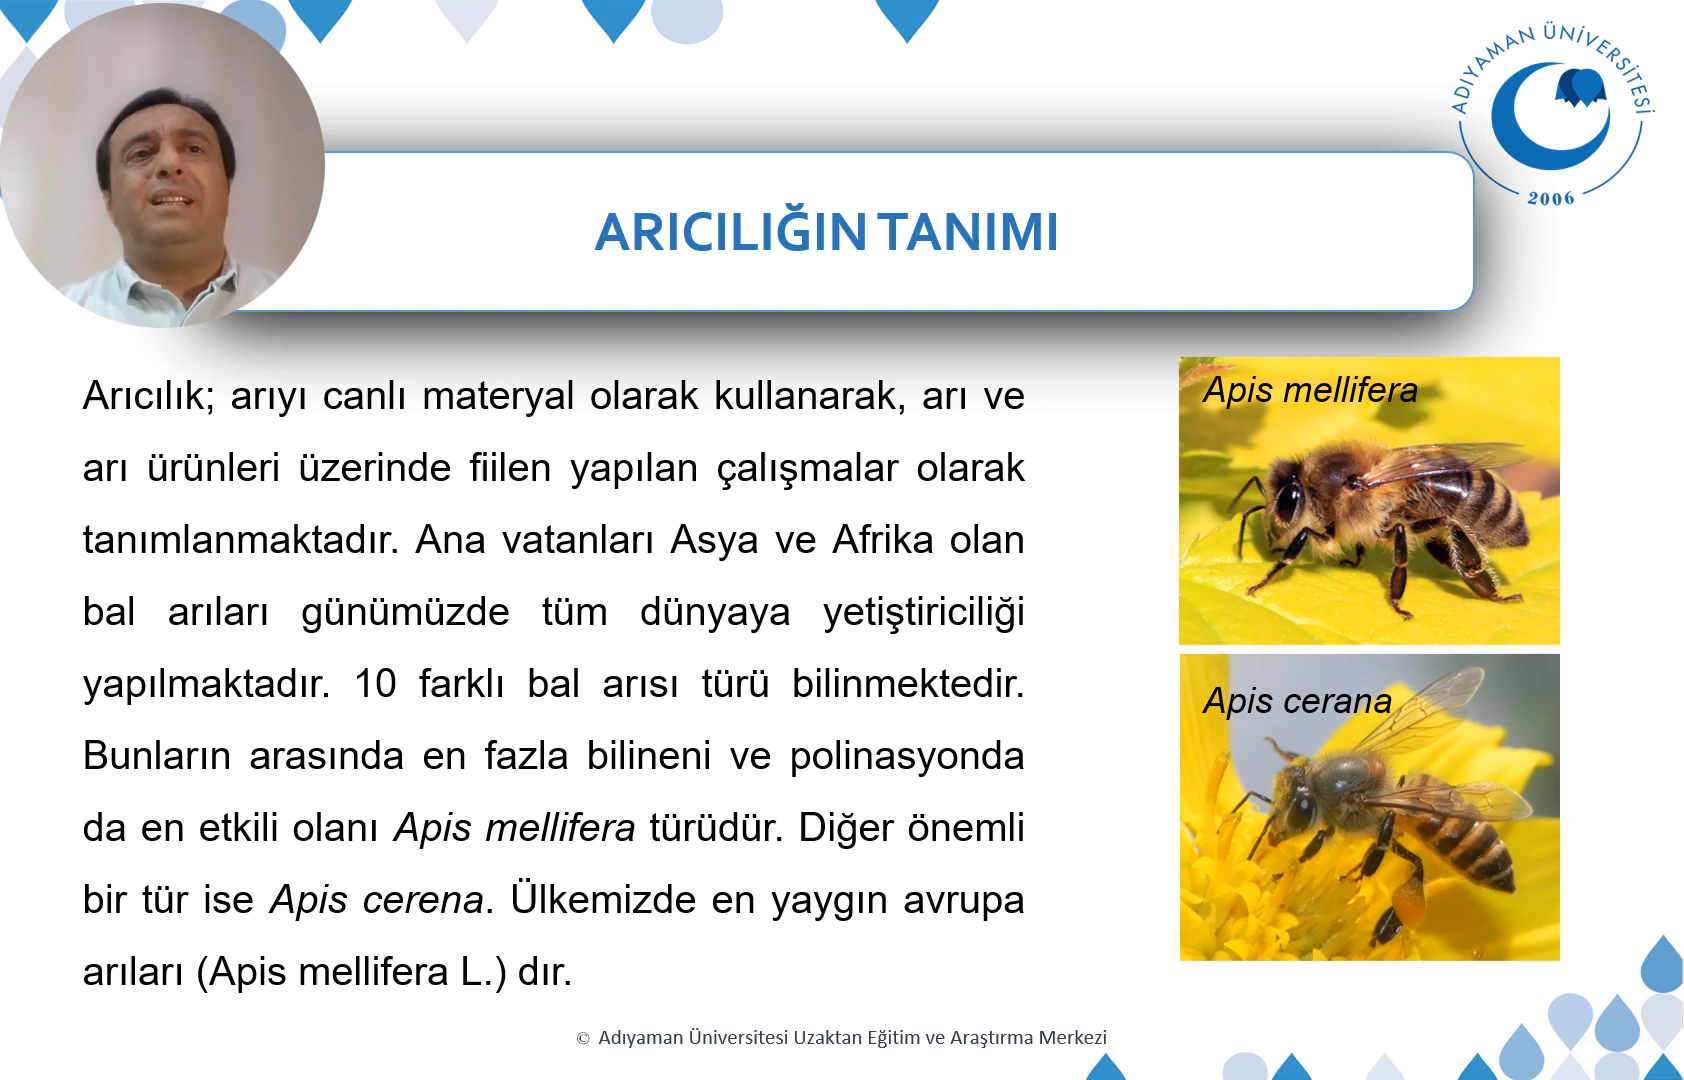 ADIYAMAN ÜNİVERSİTESİ
2006
ARICILIĞIN TANIMI
Arıcılık; arıyı canlı materyal olarak kullanarak, arı ve
arı ürünleri üzerinde fiilen yapılan çalışmalar olarak
tanımlanmaktadır. Ana vatanları Asya ve Afrika olan
bal arıları günümüzde tüm dünyaya yetiştiriciliği
yapılmaktadır. 10 farklı bal arısı türü bilinmektedir.
Bunların arasında en fazla bilineni ve polinasyonda
da en etkili olanı Apis mellifera türüdür. Diğer önemli
bir tür ise Apis cerena. Ülkemizde en yaygın avrupa
arıları (Apis mellifera L.) dır.
Apis mellifera
Apis cerana
© Adıyaman Üniversitesi Uzaktan Eğitim ve Araştırma Merkezi